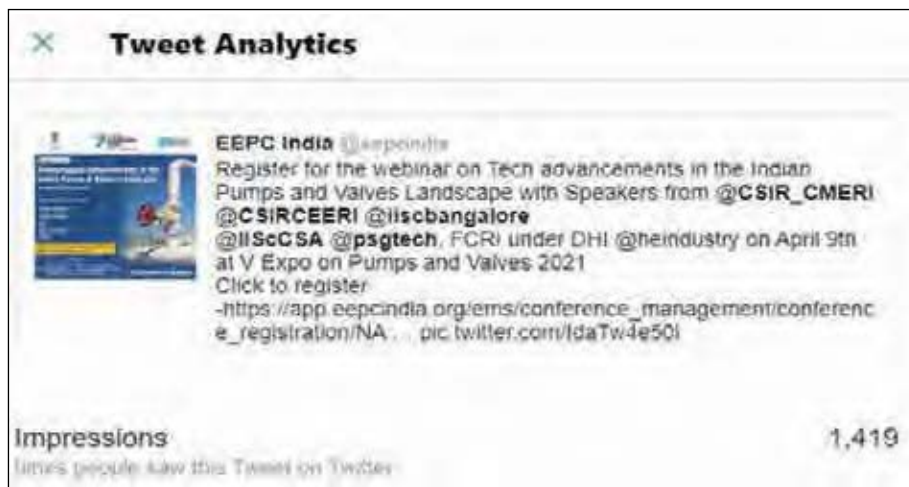 Tweet Analytics
EEPC India @eepcindia
Register for the webinar on Tech advancements in the Indian
Pumps and Valves Landscape with Speakers from @CSIR_CMERI
@CSIRCEERI @iiscbangalore
@IIScCSA @psgtech, FCRI under DHI @heindustry on April 9th
at V Expo on Pumps and Valves 2021
Click to register
-https://app.eepcindia.org/ems/conference_management/conferenc
e_registration/NA... pic.twitter.com/IdaTw4e50l
Impressions
1,419
times people saw this Tweet on Twitter